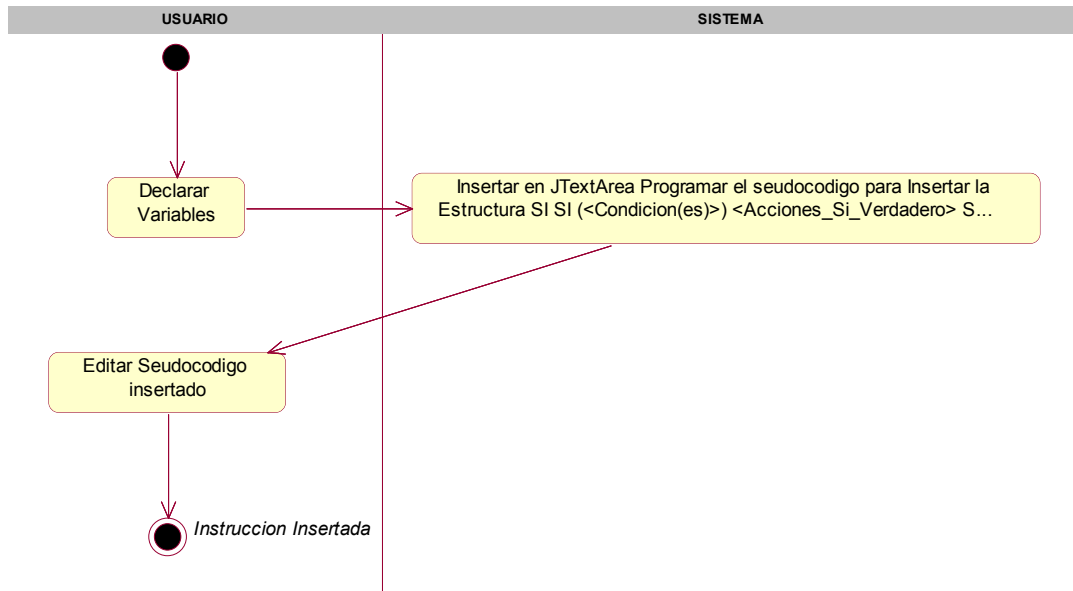 USUARIO
SISTEMA
Declarar
Variables
Insertar en JTextArea Programar el seudocodigo para Insertar la
Estructura SI SI (<Condicion(es)>) <Acciones_Si_Verdadero> S...
Editar Seudocodigo
insertado
Instruccion Insertada